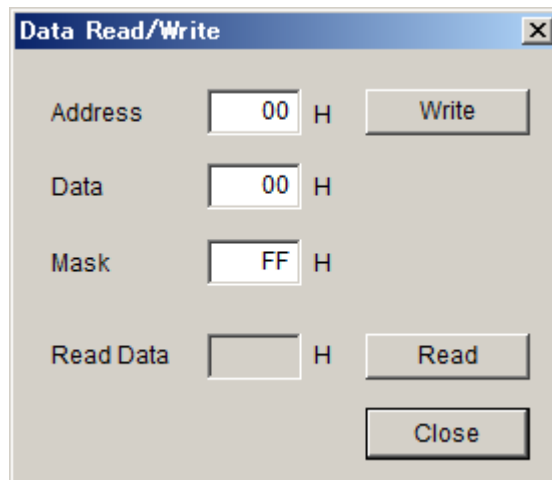 Data Read/Write
Address 00 H Write
Data 00 H
Mask FF H
Read Data H Read
Close